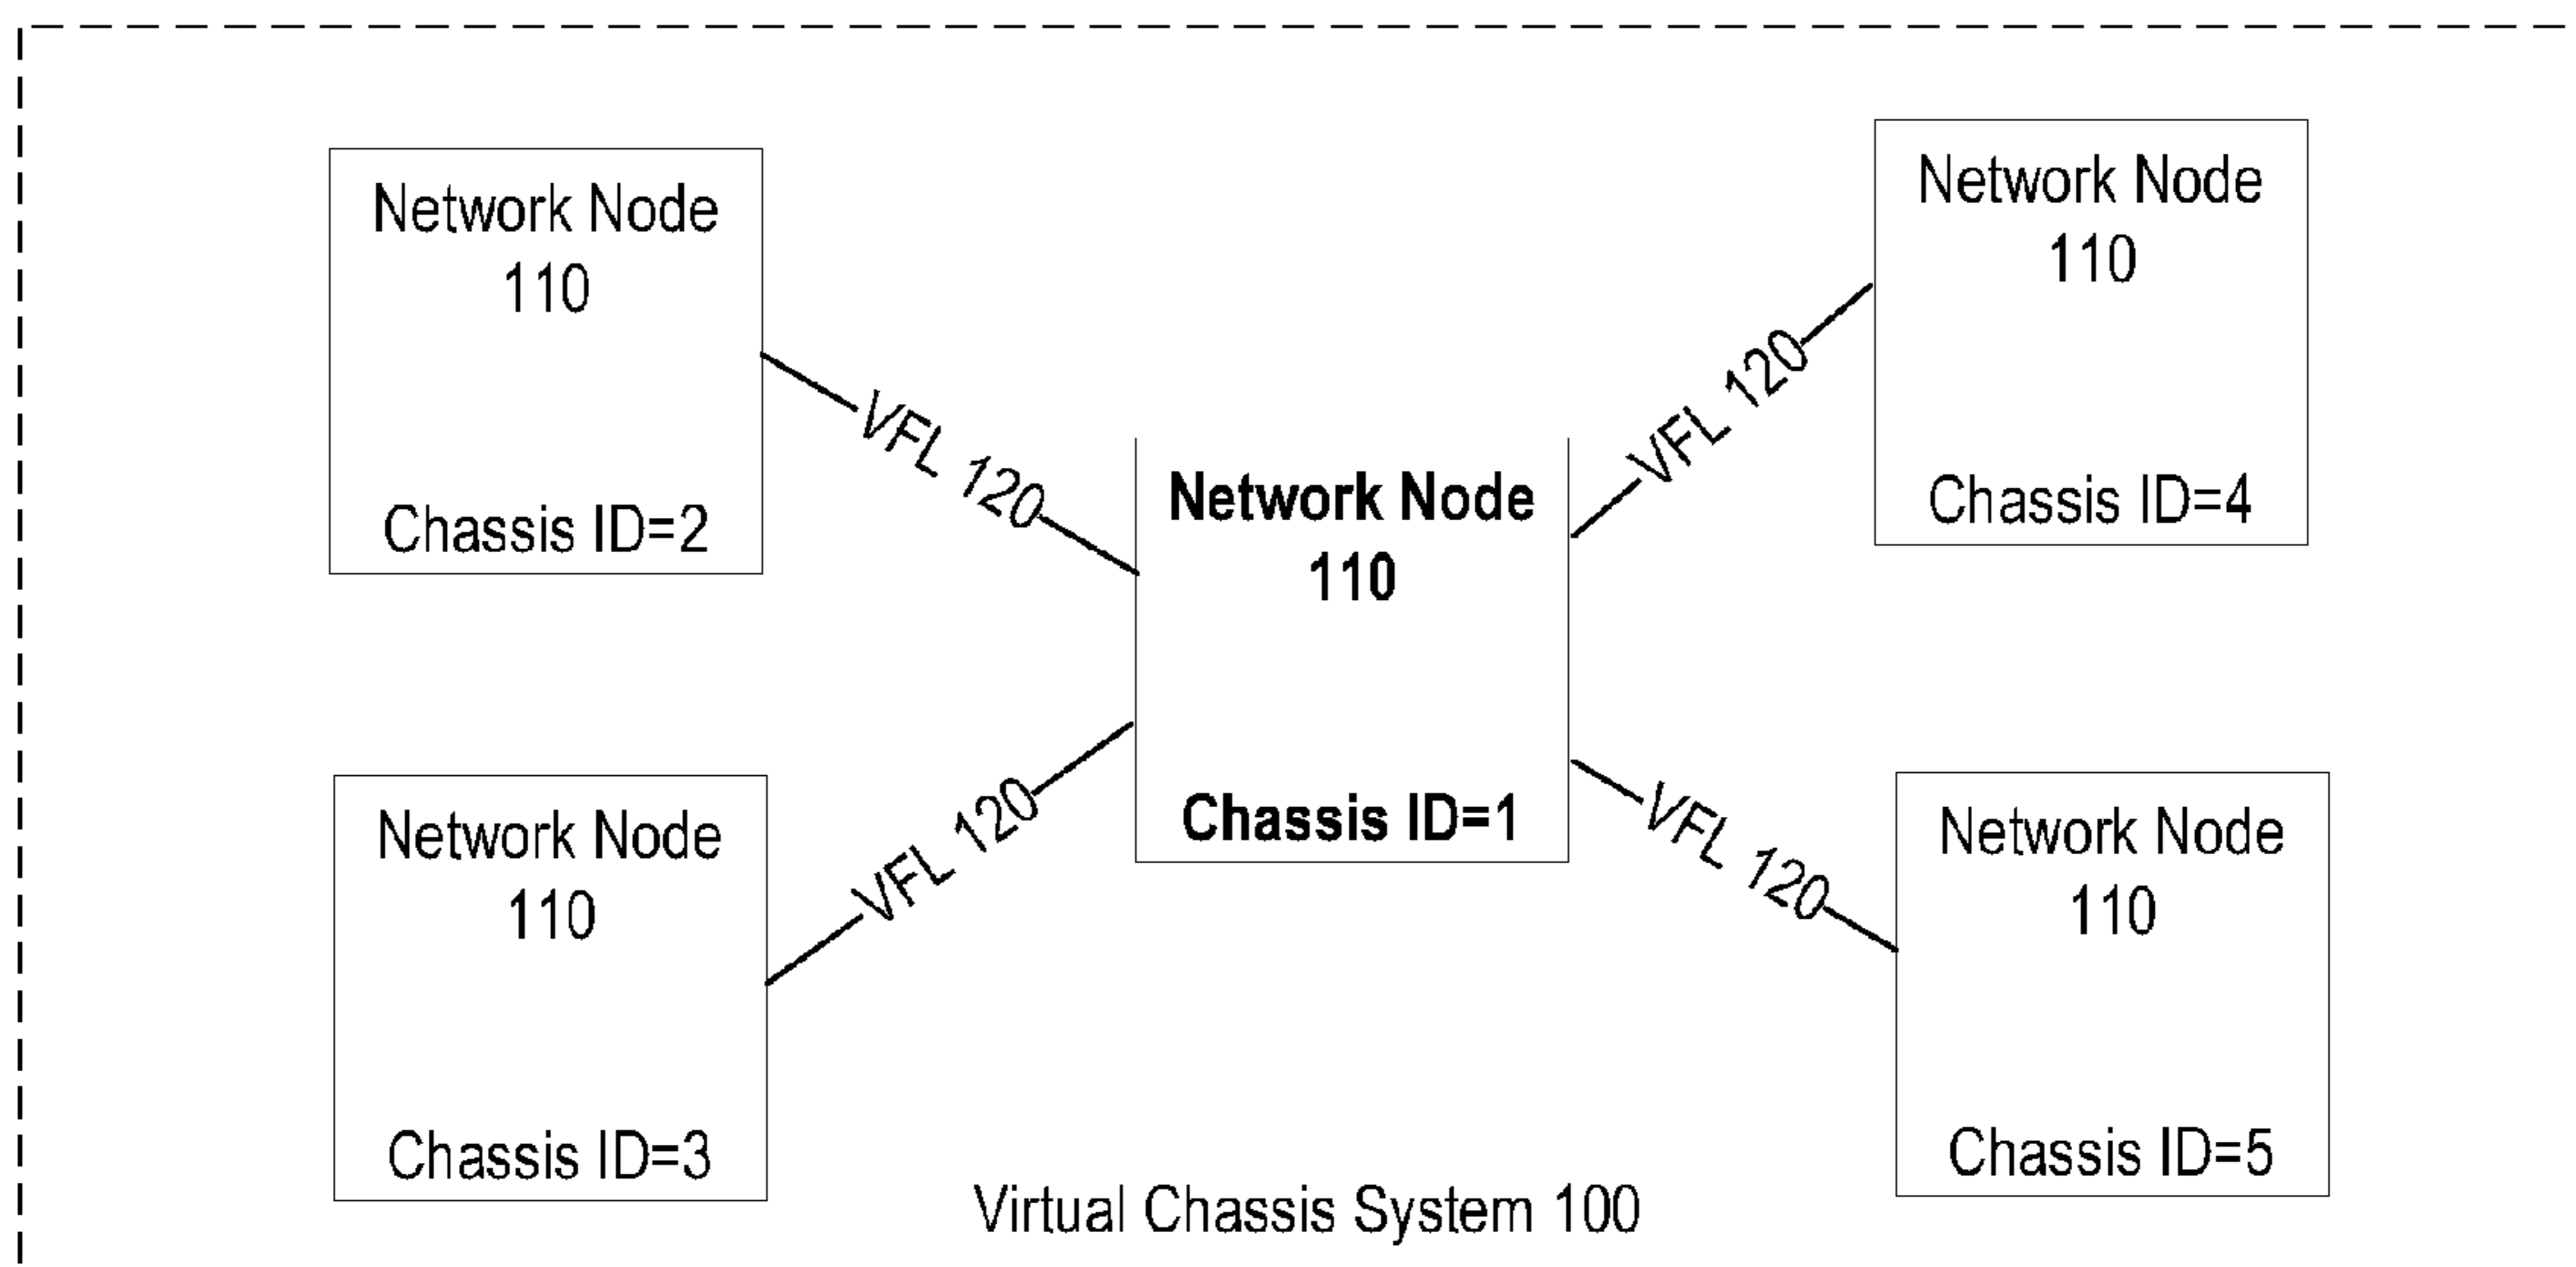 Network Node
110
Chassis ID=2
VFL 120
Network Node
110
Chassis ID=4
VFL 120
Network Node
110
Chassis ID=1
Network Node
110
Chassis ID=3
VFL 120
VFL 120
Network Node
110
Chassis ID=5
Virtual Chassis System 100